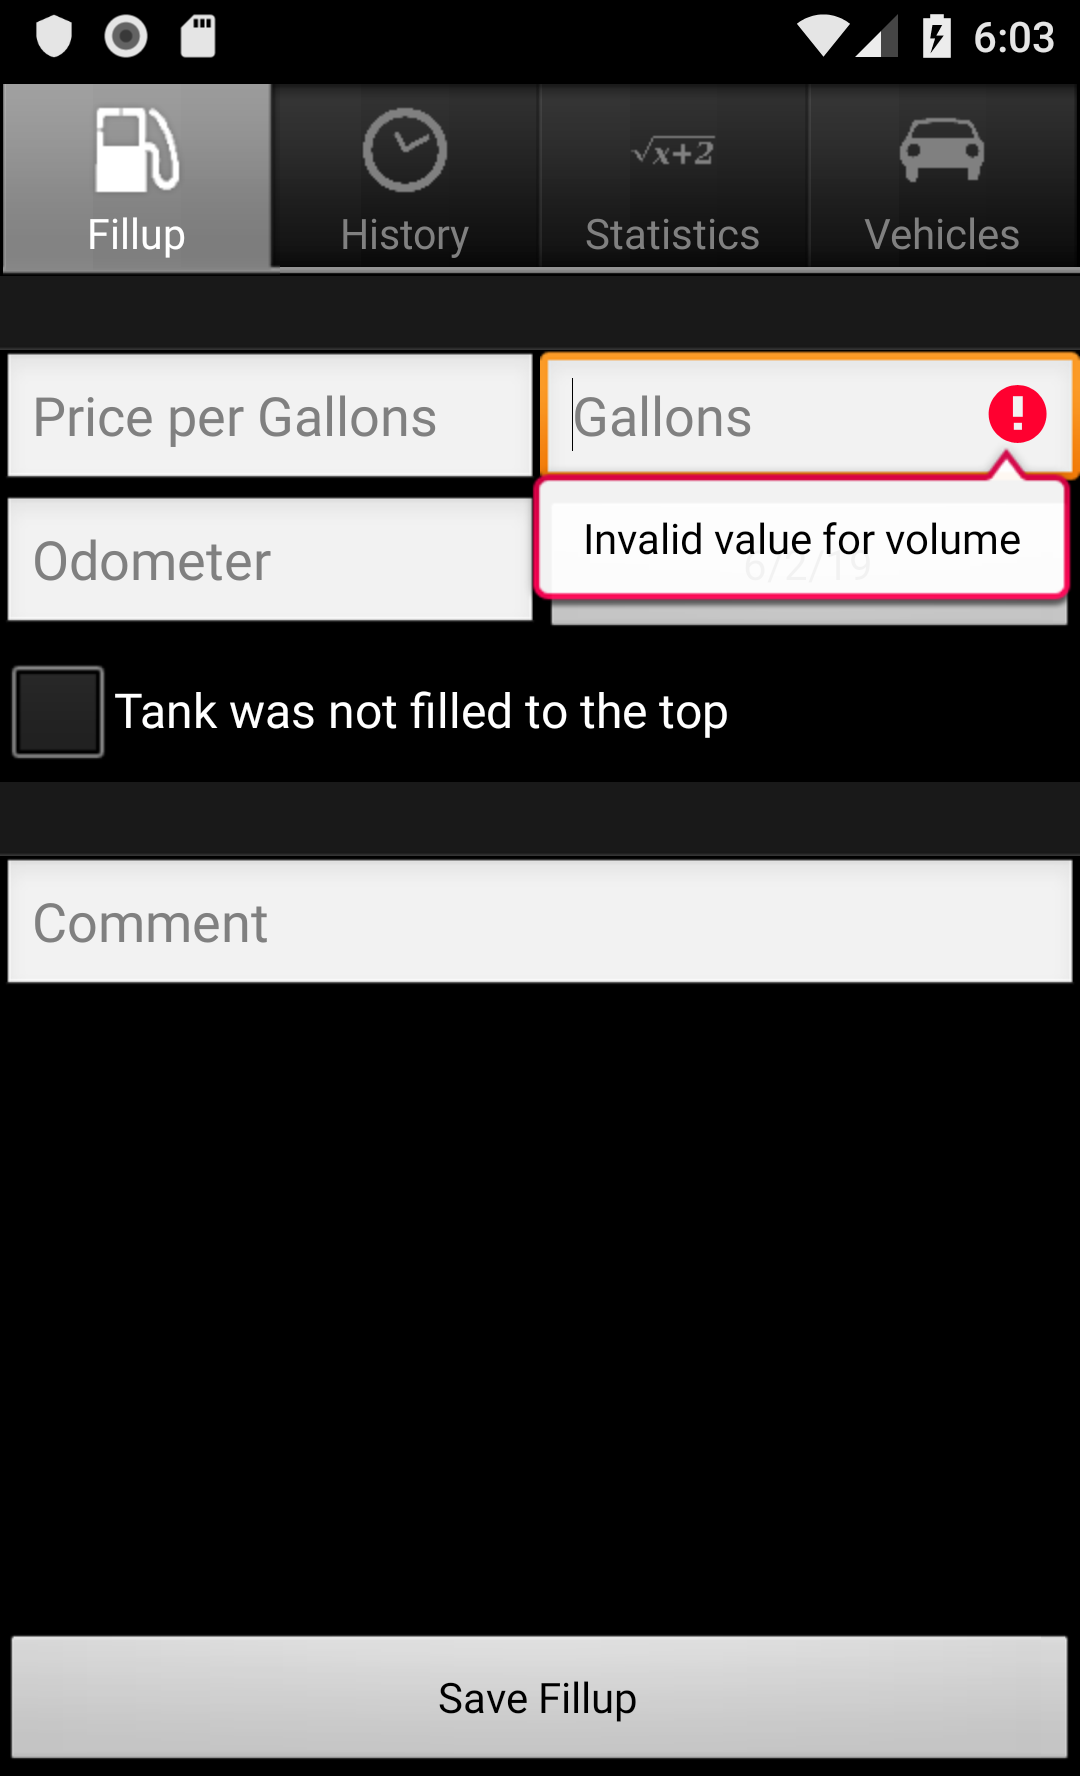 6:03
√x+2
Fillup
History
Statistics
Vehicles
Price per Gallons
Gallons
Invalid value for volume
Odometer
6/2/19
Tank was not filled to the top
Comment
Save Fillup